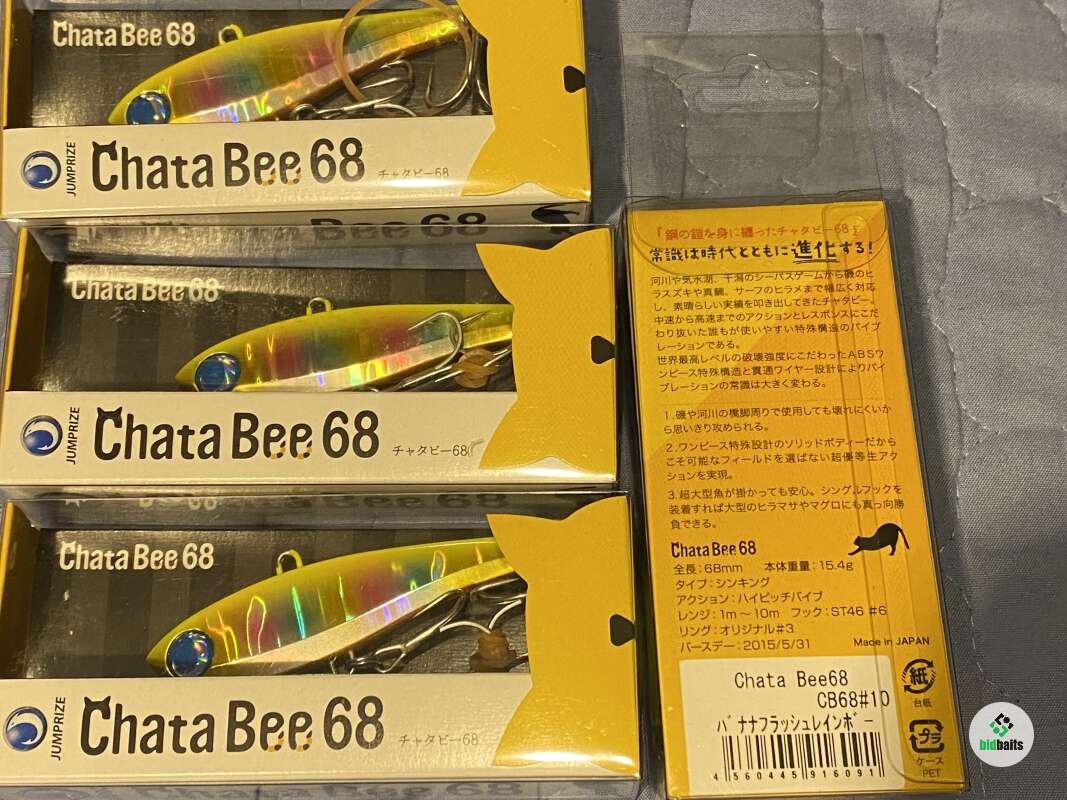 Chata Bee 68
JUMPRIZE
Chata Bee 68
チャタビー68
Chata Bee 68
Chata Bee 68
JUMPRIZE
Chata Bee 68
チャタビー68
Chata Bee 68
JUMPRIZE
Chata Bee 68
チャタビー68
『鋼の鎧を身に纏ったチャタビー68』
常識は時代とともに進化する!
河川や気水湖、干潟のシーバスゲームから磯のヒ
ラスズキや真鯛、サーフのヒラメまで幅広く対応
し、素晴らしい実績を叩き出してきたチャタビー。
中速から高速までのアクションとレスポンスにこだ
わり抜いた誰もが使いやすい特殊構造のバイブ
レーションである。
世界最高レベルの破壊強度にこだわったABSワ
ンピース特殊構造と貫通ワイヤー設計によりバイ
ブレーションの常識は大きく変わる。
1.磯や河川の橋脚周りで使用しても壊れにくいか
ら思いきり攻められる。
2.ワンピース特殊設計のソリッドボディーだから
こそ可能なフィールドを選ばない超優等生アク
ションを実現。
3.超大型魚が掛かっても安心。シングルフックを
装着すれば大型のヒラマサやマグロにも真っ向勝
負できる。
Chata Bee 68
全長:68mm 本体重量:15.4g
タイプ:シンキング
アクション:ハイピッチバイブ
レンジ:1m～10m フック:ST46 #6
リング:オリジナル#3
バースデー:2015/5/31
Made in JAPAN
Chata Bee68
CB68#10
バナナフラッシュレインボー
4 560445 916091
紙
台紙
プラ
ケース
PET
bidbaits